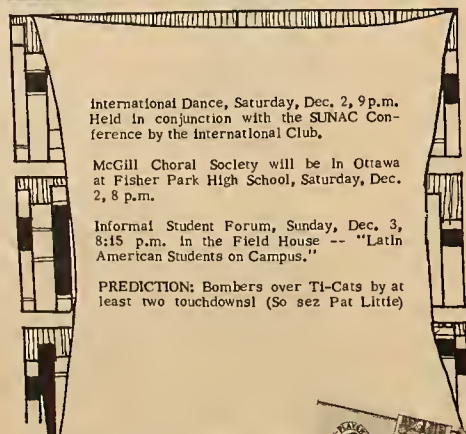 International Dance, Saturday, Dec. 2, 9 p.m.
Held in conjunction with the SUNAC Con-
ference by the International Club.
McGill Choral Society will be in Ottawa
at Fisher Park High School, Saturday, Dec.
2, 8 p.m.
Informal Student Forum, Sunday, Dec. 3,
8:15 p.m. in the Field House -- "Latin
American Students on Campus."
PREDICTION: Bombers over Ti-Cats by at
least two touchdowns! (So sez Pat Little)
PLAYER